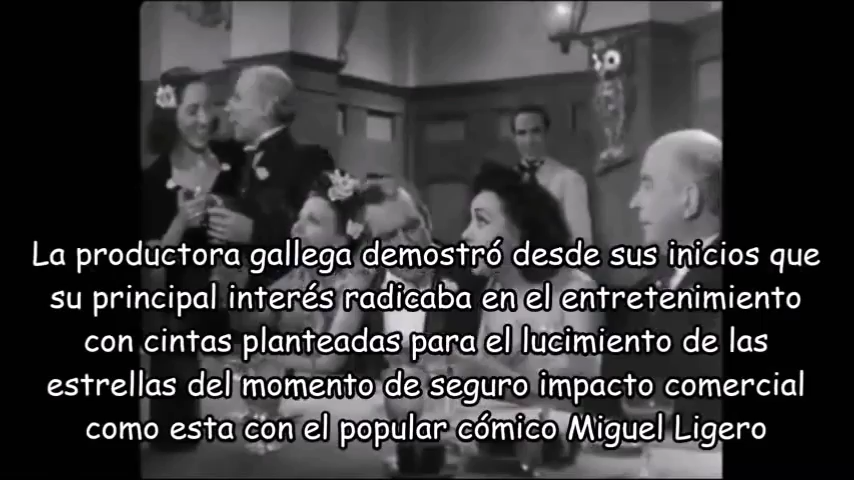 La productora gallega demostró desde sus inicios que
su principal interés radicaba en el entretenimiento
con cintas planteadas para el lucimiento de las
estrellas del momento de seguro impacto comercial
como esta con el popular cómico Miguel Ligero